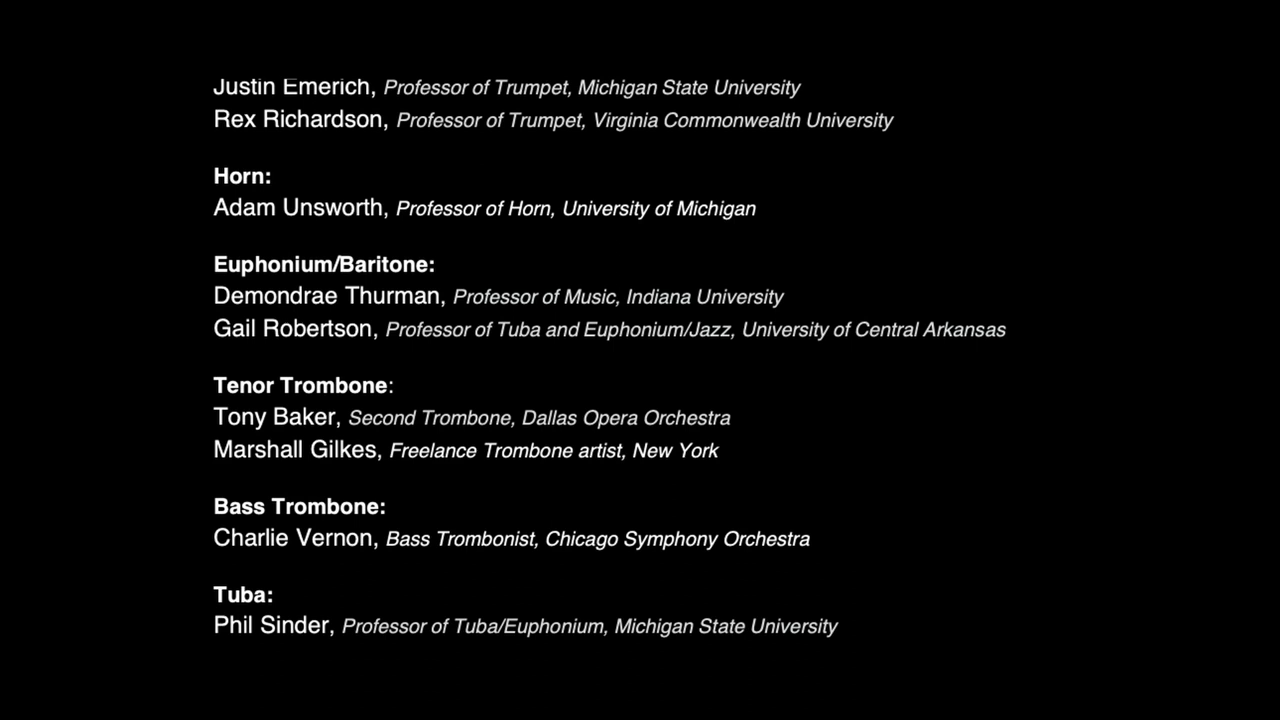 Justin Emerich, Professor of Trumpet, Michigan State University
Rex Richardson, Professor of Trumpet, Virginia Commonwealth University
Horn:
Adam Unsworth, Professor of Horn, University of Michigan
Euphonium/Baritone:
Demondrae Thurman, Professor of Music, Indiana University
Gail Robertson, Professor of Tuba and Euphonium/Jazz, University of Central Arkansas
Tenor Trombone:
Tony Baker, Second Trombone, Dallas Opera Orchestra
Marshall Gilkes, Freelance Trombone artist, New York
Bass Trombone:
Charlie Vernon, Bass Trombonist, Chicago Symphony Orchestra
Tuba:
Phil Sinder, Professor of Tuba/Euphonium, Michigan State University